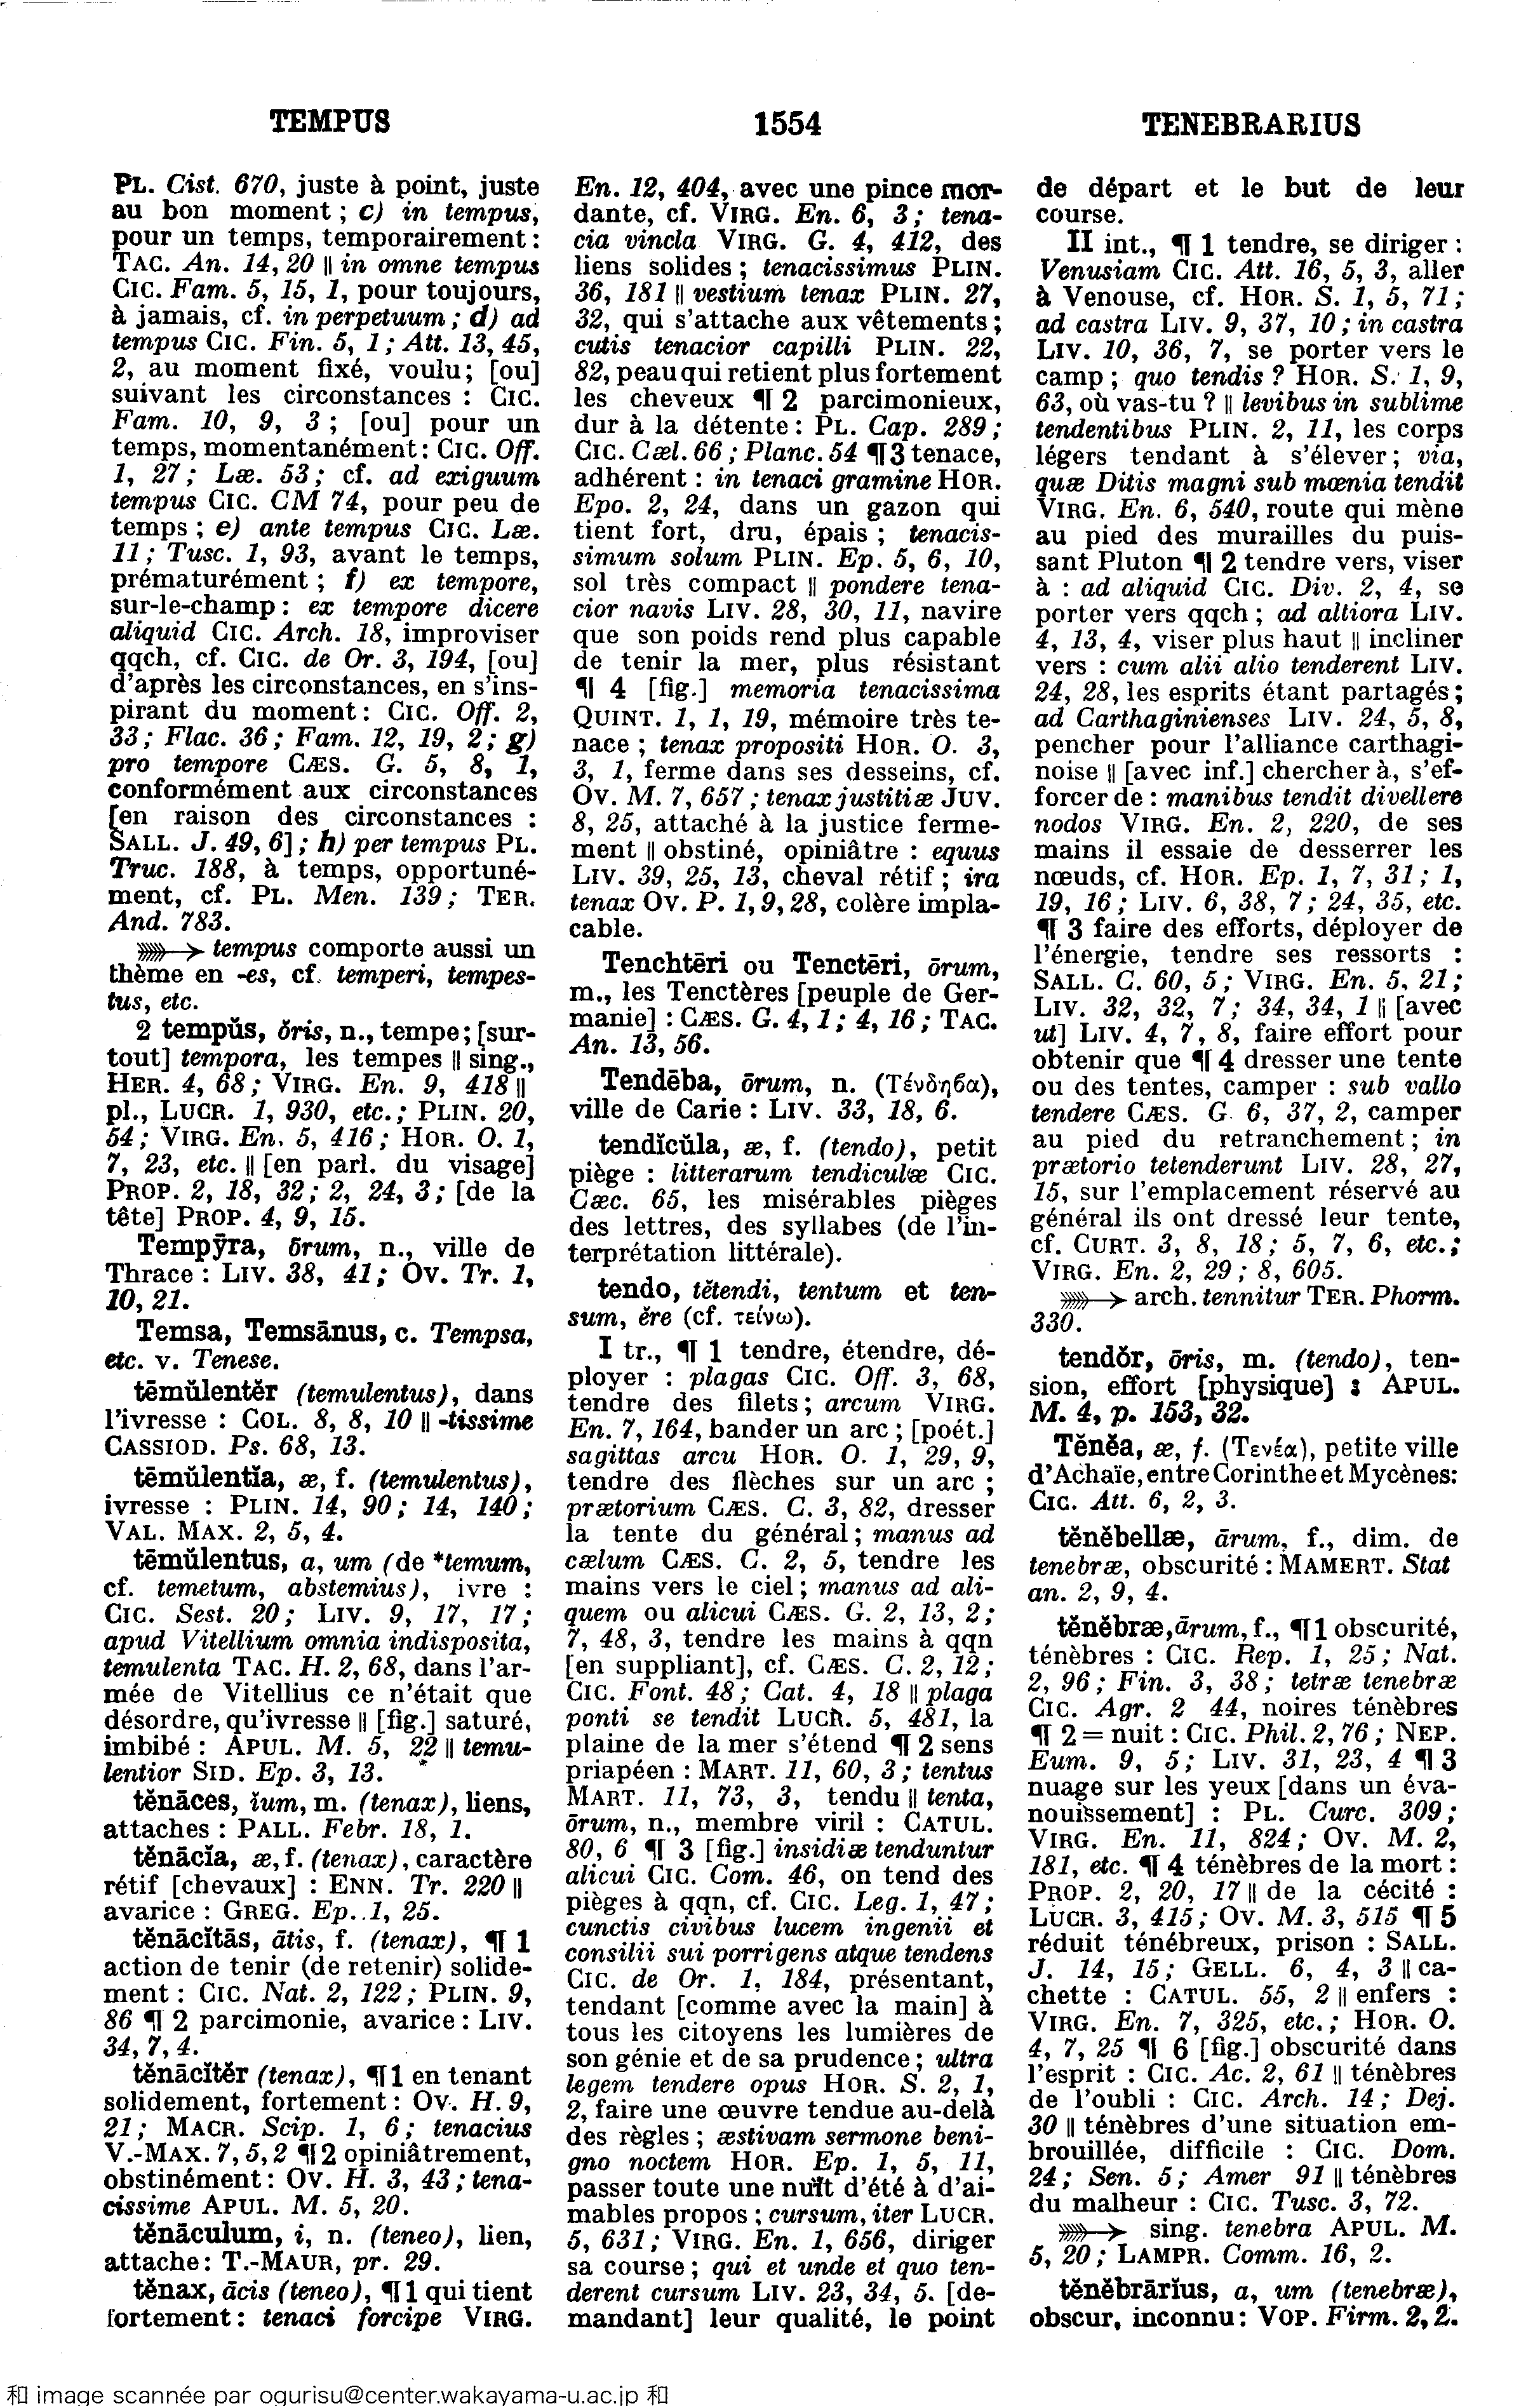 TEMPUS
1554
TENEBRARIUS
PL. Cist. 670, juste à point, juste
au bon moment ; c) in tempus,
pour un temps, temporairement :
TAC. An. 14, 20 || in omne tempus
CIC. Fam. 5, 15, 1, pour toujours,
à jamais, cf. in perpetuum ; d) ad
tempus CIC. Fin. 5, 1 ; Att. 13, 45,
2, au moment fixé, voulu ; [ou]
suivant les circonstances : CIC.
Fam. 10, 9, 3 ; [ou] pour un
temps, momentanément : CIC. Off.
1, 27 ; Læ. 53 ; cf. ad exiguum
tempus CIC. CM 74, pour peu de
temps ; e) ante tempus CIC. Læ.
11 ; Tusc. 1, 93, avant le temps,
prématurément ; f) ex tempore,
sur-le-champ : ex tempore dicere
aliquid CIC. Arch. 18, improviser
qqch, cf. CIC. de Or. 3, 194, [ou]
d'après les circonstances, en s'ins-
pirant du moment : CIC. Off. 2,
33 ; Flac. 36 ; Fam. 12, 19, 2 ; g)
pro tempore CÆS. G. 5, 8, 1,
conformément aux circonstances
[en raison des circonstances :
SALL. J. 49, 6] ; h) per tempus PL.
Truc. 188, à temps, opportuné-
ment, cf. PL. Men. 139 ; TER.
And. 783.
⟶ tempus comporte aussi un
thème en -es, cf. temperi, tempes-
tus, etc.
2 tempŭs, ŏris, n., tempe ; [sur-
tout] tempora, les tempes || sing.,
HER. 4, 68 ; VIRG. En. 9, 418 ||
pl., LUCR. 1, 930, etc. ; PLIN. 20,
54 ; VIRG. En. 5, 416 ; HOR. O. 1,
7, 23, etc. || [en parl. du visage]
PROP. 2, 18, 32 ; 2, 24, 3 ; [de la
tête] PROP. 4, 9, 15.
Tempȳra, ōrum, n., ville de
Thrace : LIV. 38, 41 ; OV. Tr. 1,
10, 21.
Temsa, Temsānus, c. Tempsa,
etc. v. Tenese.
tēmŭlentĕr (temulentus), dans
l'ivresse : COL. 8, 8, 10 || -tissime
CASSIOD. Ps. 68, 13.
tēmŭlentĭa, æ, f. (temulentus),
ivresse : PLIN. 14, 90 ; 14, 140 ;
VAL. MAX. 2, 5, 4.
tēmŭlentus, a, um (de *temum,
cf. temetum, abstemius), ivre :
CIC. Sest. 20 ; LIV. 9, 17, 17 ;
apud Vitellium omnia indisposita,
temulenta TAC. H. 2, 68, dans l'ar-
mée de Vitellius ce n'était que
désordre, qu'ivresse || [fig.] saturé,
imbibé : APUL. M. 5, 22 || temu-
lentior SID. Ep. 3, 13.
tĕnāces, ĭum, m. (tenax), liens,
attaches : PALL. Febr. 18, 1.
tĕnācĭa, æ, f. (tenax), caractère
rétif [chevaux] : ENN. Tr. 220 ||
avarice : GREG. Ep. 1, 25.
tĕnācĭtās, ātis, f. (tenax), ¶ 1
action de tenir (de retenir) solide-
ment : CIC. Nat. 2, 122 ; PLIN. 9,
86 ¶ 2 parcimonie, avarice : LIV.
34, 7, 4.
tĕnācĭtĕr (tenax), ¶ 1 en tenant
solidement, fortement : OV. H. 9,
21 ; MACR. Scip. 1, 6 ; tenacius
V.-MAX. 7, 5, 2 ¶ 2 opiniâtrement,
obstinément : OV. H. 3, 43 ; tena-
cissime APUL. M. 5, 20.
tĕnāculum, i, n. (teneo), lien,
attache : T.-MAUR, pr. 29.
tĕnax, ācis (teneo), ¶ 1 qui tient
fortement : tenaci forcipe VIRG.
En. 12, 404, avec une pince mor-
dante, cf. VIRG. En. 6, 3 ; tena-
cia vincla VIRG. G. 4, 412, des
liens solides ; tenacissimus PLIN.
36, 181 || vestium tenax PLIN. 27,
32, qui s'attache aux vêtements ;
cutis tenacior capilli PLIN. 22,
82, peau qui retient plus fortement
les cheveux ¶ 2 parcimonieux,
dur à la détente : PL. Cap. 289 ;
CIC. Cæl. 66 ; Planc. 54 ¶ 3 tenace,
adhérent : in tenaci gramine HOR.
Epo. 2, 24, dans un gazon qui
tient fort, dru, épais ; tenacis-
simum solum PLIN. Ep. 5, 6, 10,
sol très compact || pondere tena-
cior navis LIV. 28, 30, 11, navire
que son poids rend plus capable
de tenir la mer, plus résistant
¶ 4 [fig.] memoria tenacissima
QUINT. 1, 1, 19, mémoire très te-
nace ; tenax propositi HOR. O. 3,
3, 1, ferme dans ses desseins, cf.
OV. M. 7, 657 ; tenax justitiæ JUV.
8, 25, attaché à la justice ferme-
ment || obstiné, opiniâtre : equus
LIV. 39, 25, 13, cheval rétif ; ira
tenax OV. P. 1, 9, 28, colère impla-
cable.
Tenchtēri ou Tenctēri, ōrum,
m., les Tenctères [peuple de Ger-
manie] : CÆS. G. 4, 1 ; 4, 16 ; TAC.
An. 13, 56.
Tendēba, ōrum, n. (Τένδηϐα),
ville de Carie : LIV. 33, 18, 6.
tendĭcŭla, æ, f. (tendo), petit
piège : litterarum tendiculæ CIC.
Cæc. 65, les misérables pièges
des lettres, des syllabes (de l'in-
terprétation littérale).
tendo, tĕtendi, tentum et ten-
sum, ĕre (cf. τείνω).
I tr., ¶ 1 tendre, étendre, dé-
ployer : plagas CIC. Off. 3, 68,
tendre des filets ; arcum VIRG.
En. 7, 164, bander un arc ; [poét.]
sagittas arcu HOR. O. 1, 29, 9,
tendre des flèches sur un arc ;
prætorium CÆS. C. 3, 82, dresser
la tente du général ; manus ad
cælum CÆS. C. 2, 5, tendre les
mains vers le ciel ; manus ad ali-
quem ou alicui CÆS. G. 2, 13, 2 ;
7, 48, 3, tendre les mains à qqn
[en suppliant], cf. CÆS. C. 2, 12 ;
CIC. Font. 48 ; Cat. 4, 18 || plaga
ponti se tendit LUCR. 5, 481, la
plaine de la mer s'étend ¶ 2 sens
priapéen : MART. 11, 60, 3 ; tentus
MART. 11, 73, 3, tendu || tenta,
ōrum, n., membre viril : CATUL.
80, 6 ¶ 3 [fig.] insidiæ tenduntur
alicui CIC. Com. 46, on tend des
pièges à qqn, cf. CIC. Leg. 1, 47 ;
cunctis civibus lucem ingenii et
consilii sui porrigens atque tendens
CIC. de Or. 1, 184, présentant,
tendant [comme avec la main] à
tous les citoyens les lumières de
son génie et de sa prudence ; ultra
legem tendere opus HOR. S. 2, 1,
2, faire une œuvre tendue au-delà
des règles ; æstivam sermone beni-
gno noctem HOR. Ep. 1, 5, 11,
passer toute une nuit d'été à d'ai-
mables propos ; cursum, iter LUCR.
5, 631 ; VIRG. En. 1, 656, diriger
sa course ; qui et unde et quo ten-
derent cursum LIV. 23, 34, 5. [de-
mandant] leur qualité, le point
de départ et le but de leur
course.
II int., ¶ 1 tendre, se diriger :
Venusiam CIC. Att. 16, 5, 3, aller
à Venouse, cf. HOR. S. 1, 5, 71 ;
ad castra LIV. 9, 37, 10 ; in castra
LIV. 10, 36, 7, se porter vers le
camp ; quo tendis ? HOR. S. 1, 9,
63, où vas-tu ? || levibus in sublime
tendentibus PLIN. 2, 11, les corps
légers tendant à s'élever ; via,
quæ Ditis magni sub mœnia tendit
VIRG. En. 6, 540, route qui mène
au pied des murailles du puis-
sant Pluton ¶ 2 tendre vers, viser
à : ad aliquid CIC. Div. 2, 4, se
porter vers qqch ; ad altiora LIV.
4, 13, 4, viser plus haut || incliner
vers : cum alii alio tenderent LIV.
24, 28, les esprits étant partagés ;
ad Carthaginienses LIV. 24, 5, 8,
pencher pour l'alliance carthagi-
noise || [avec inf.] chercher à, s'ef-
forcer de : manibus tendit divellere
nodos VIRG. En. 2, 220, de ses
mains il essaie de desserrer les
nœuds, cf. HOR. Ep. 1, 7, 31 ; 1,
19, 16 ; LIV. 6, 38, 7 ; 24, 35, etc.
¶ 3 faire des efforts, déployer de
l'énergie, tendre ses ressorts :
SALL. C. 60, 5 ; VIRG. En. 5, 21 ;
LIV. 32, 32, 7 ; 34, 34, 1 || [avec
ut] LIV. 4, 7, 8, faire effort pour
obtenir que ¶ 4 dresser une tente
ou des tentes, camper : sub vallo
tendere CÆS. G 6, 37, 2, camper
au pied du retranchement ; in
prætorio tetenderunt LIV. 28, 27,
15, sur l'emplacement réservé au
général ils ont dressé leur tente,
cf. CURT. 3, 8, 18 ; 5, 7, 6, etc. ;
VIRG. En. 2, 29 ; 8, 605.
⟶ arch. tennitur TER. Phorm.
330.
tendŏr, ōris, m. (tendo), ten-
sion, effort [physique] : APUL.
M. 4, p. 153, 32.
Tĕnĕa, æ, f. (Τενέα), petite ville
d'Achaïe, entre Corinthe et Mycènes:
CIC. Att. 6, 2, 3.
tĕnĕbellæ, ārum, f., dim. de
tenebræ, obscurité : MAMERT. Stat
an. 2, 9, 4.
tĕnĕbræ, ārum, f., ¶ 1 obscurité,
ténèbres : CIC. Rep. 1, 25 ; Nat.
2, 96 ; Fin. 3, 38 ; tetræ tenebræ
CIC. Agr. 2 44, noires ténèbres
¶ 2 = nuit : CIC. Phil. 2, 76 ; NEP.
Eum. 9, 5 ; LIV. 31, 23, 4 ¶ 3
nuage sur les yeux [dans un éva-
nouissement] : PL. Curc. 309 ;
VIRG. En. 11, 824 ; OV. M. 2,
181, etc. ¶ 4 ténèbres de la mort :
PROP. 2, 20, 17 || de la cécité :
LUCR. 3, 415 ; OV. M. 3, 515 ¶ 5
réduit ténébreux, prison : SALL.
J. 14, 15 ; GELL. 6, 4, 3 || ca-
chette : CATUL. 55, 2 || enfers :
VIRG. En. 7, 325, etc. ; HOR. O.
4, 7, 25 ¶ 6 [fig.] obscurité dans
l'esprit : CIC. Ac. 2, 61 || ténèbres
de l'oubli : CIC. Arch. 14 ; Dej.
30 || ténèbres d'une situation em-
brouillée, difficile : CIC. Dom.
24 ; Sen. 5 ; Amer 91 || ténèbres
du malheur : CIC. Tusc. 3, 72.
⟶ sing. tenebra APUL. M.
5, 20 ; LAMPR. Comm. 16, 2.
tĕnĕbrārĭus, a, um (tenebræ),
obscur, inconnu : VOP. Firm. 2, 2.
和 image scannée par ogurisu@center.wakayama-u.ac.jp 和